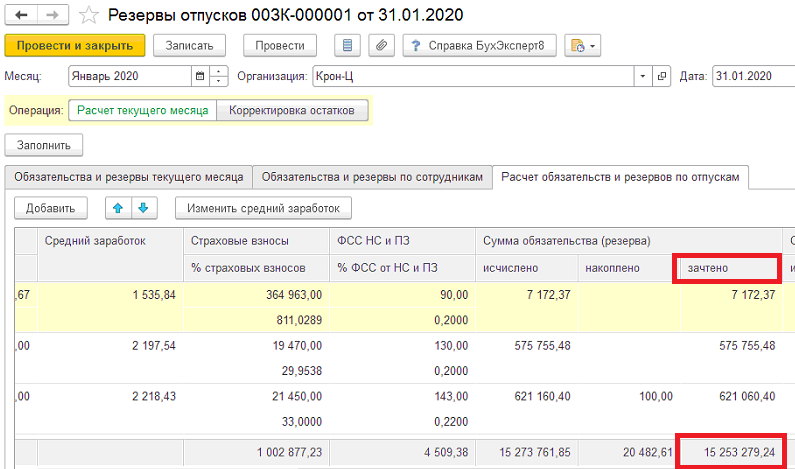 Резервы отпусков 00ЗК-000001 от 31.01.2020
Провести и закрыть Записать Провести ? Справка БухЭксперт8
Месяц: Январь 2020 Организация: Крон-Ц Дата: 31.01.2020
Операция: Расчет текущего месяца Корректировка остатков
Заполнить
Обязательства и резервы текущего месяца Обязательства и резервы по сотрудникам Расчет обязательств и резервов по отпускам
Добавить Изменить средний заработок
Средний заработок Страховые взносы ФСС НС и ПЗ Сумма обязательства (резерва)
% страховых взносов % ФСС от НС и ПЗ исчислено накоплено зачтено
,67 1 535,84 364 963,00 90,00 7 172,37 7 172,37
811,0289 0,2000
,00 2 197,54 19 470,00 130,00 575 755,48 575 755,48
29,9538 0,2000
,00 2 218,43 21 450,00 143,00 621 160,40 100,00 621 060,40
33,0000 0,2200
1 002 877,23 4 509,38 15 273 761,85 20 482,61 15 253 279,24